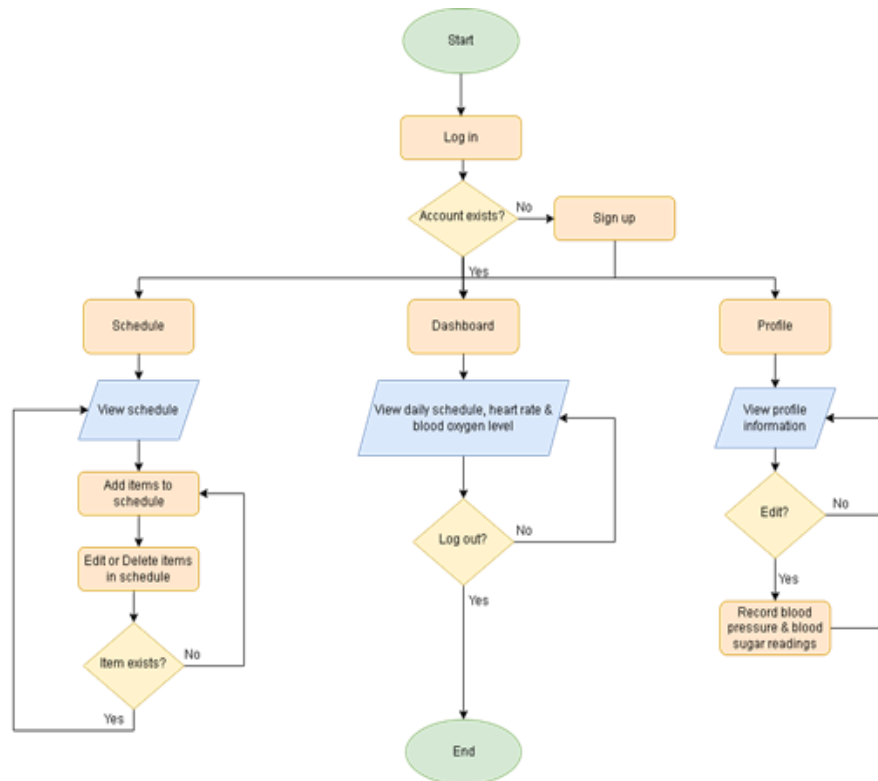 Start
Log in
Account exists?
No
Sign up
Yes
Schedule
Dashboard
Profile
View schedule
View daily schedule, heart rate &
blood oxygen level
View profile
information
Add items to
schedule
Edit?
No
Log out?
No
Edit or Delete items
in schedule
Yes
Yes
Record blood
pressure & blood
sugar readings
Item exists?
No
Yes
End